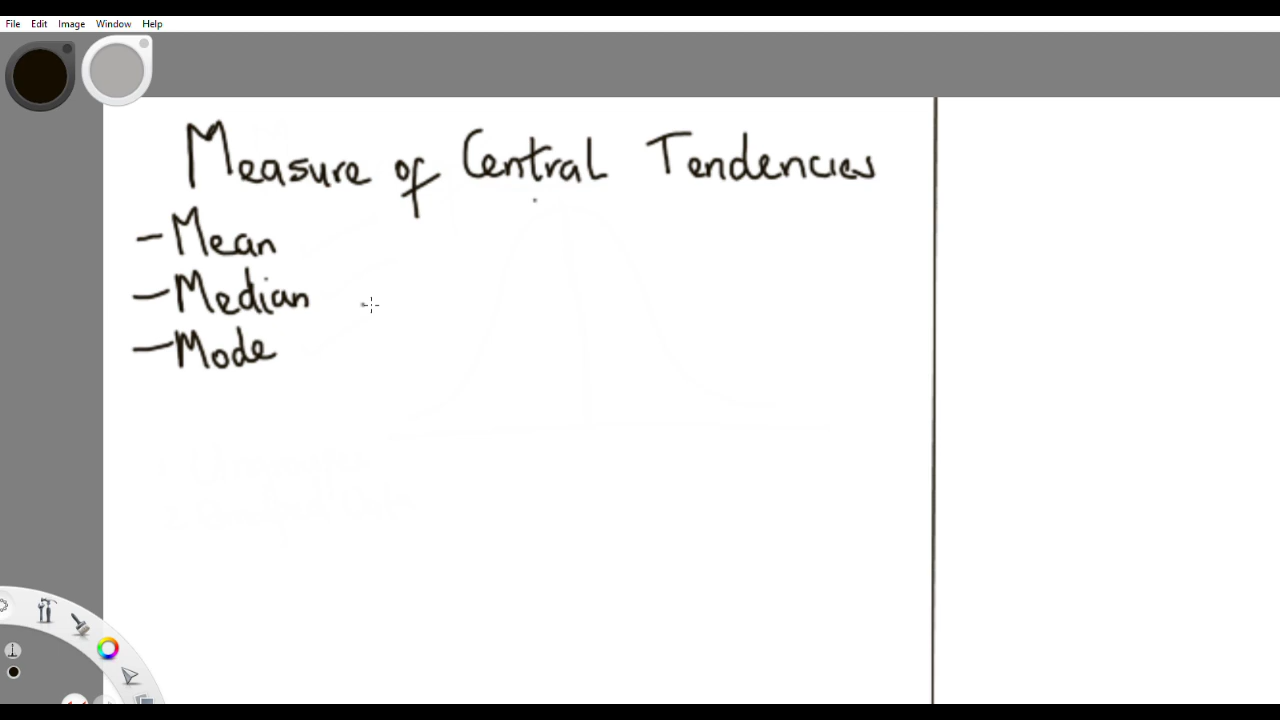 File Edit Image Window Help
Measure of Central Tendencies
- Mean
- Median
- Mode